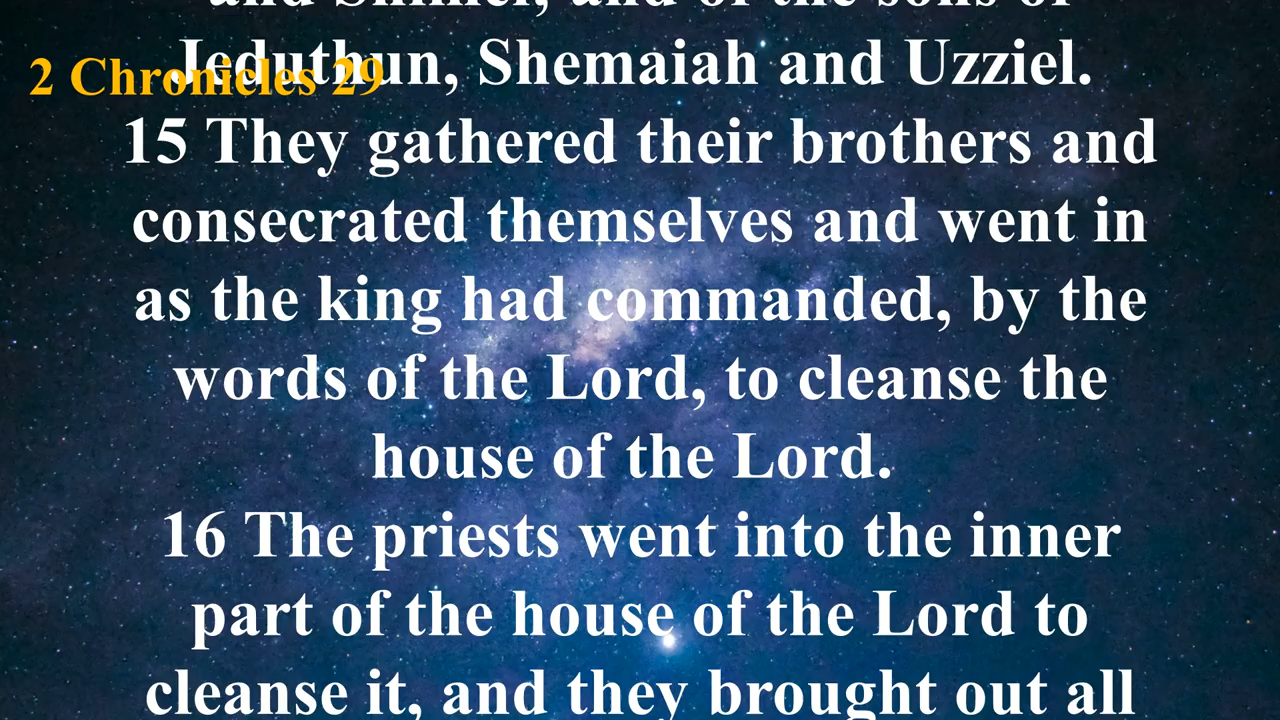 and Shimei, and of the sons of
Jeduthun, Shemaiah and Uzziel.
2 Chronicles 29
15 They gathered their brothers and
consecrated themselves and went in
as the king had commanded, by the
words of the Lord, to cleanse the
house of the Lord.
16 The priests went into the inner
part of the house of the Lord to
cleanse it, and they brought out all